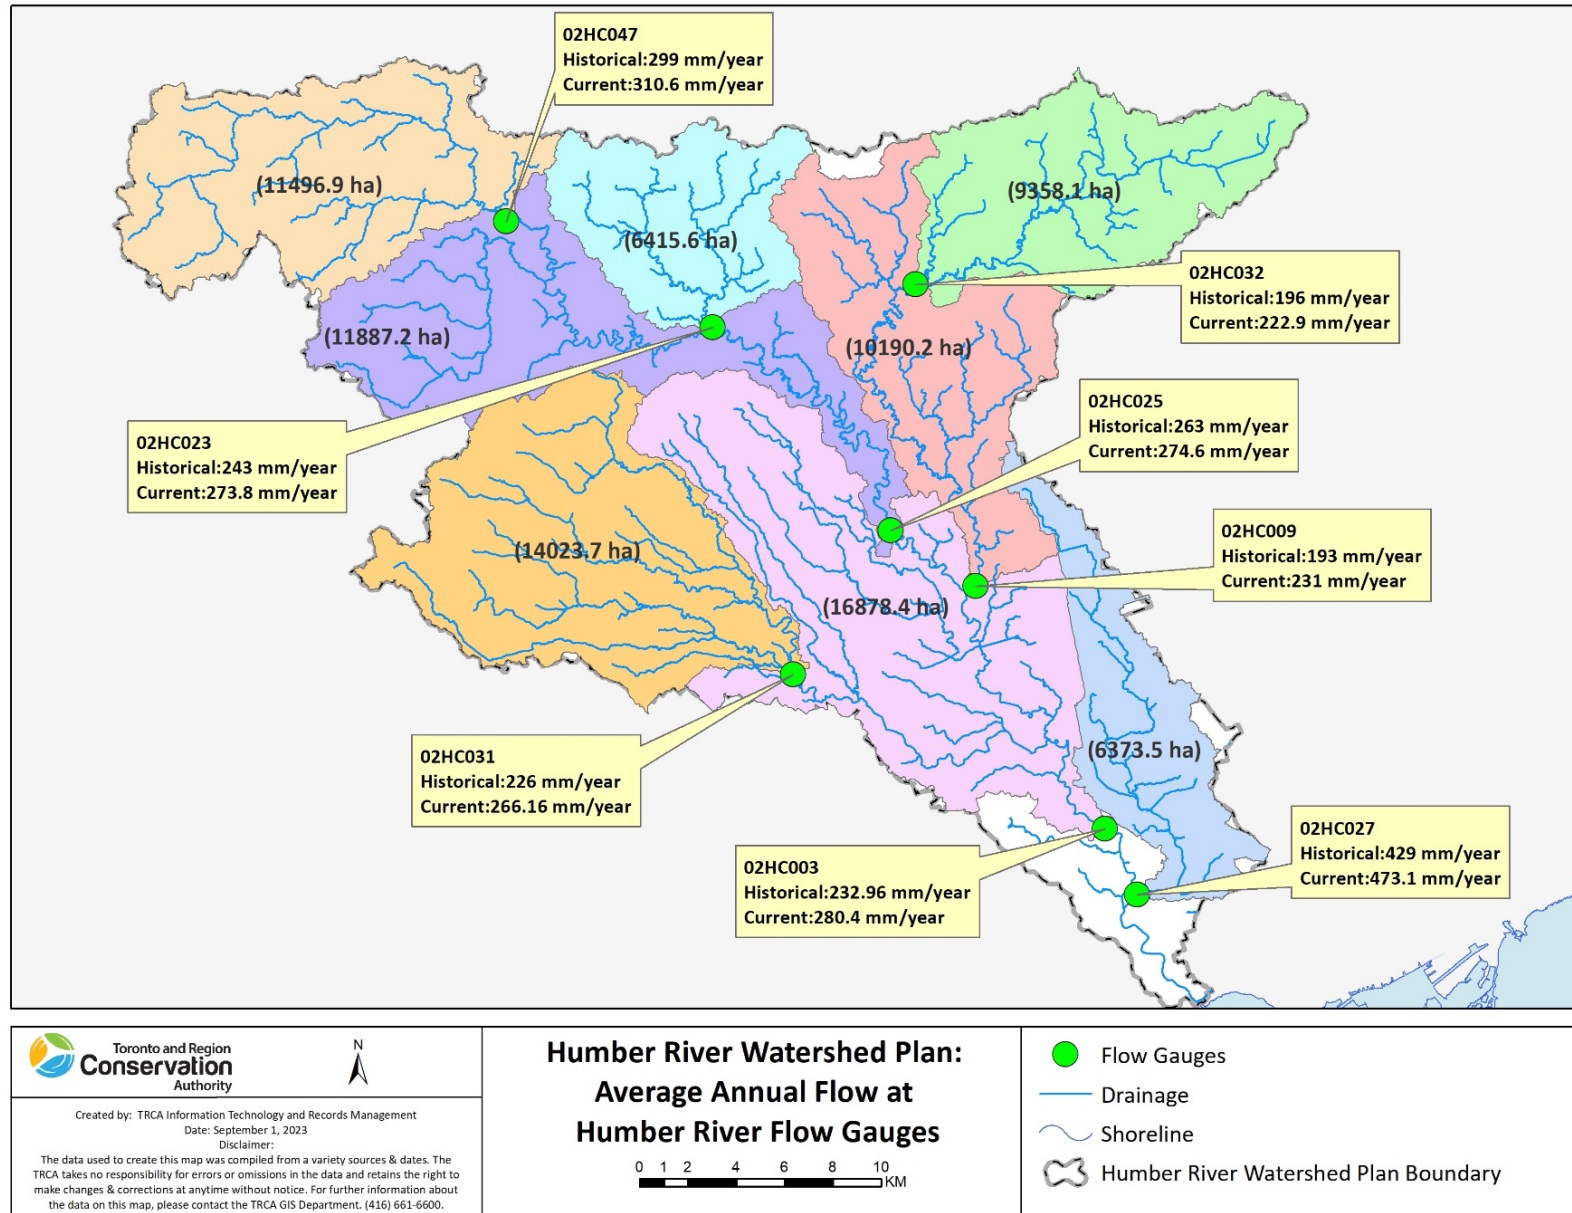 02HC047
Historical:299 mm/year
Current:310.6 mm/year
(11496.9 ha)
(9358.1 ha)
(6415.6 ha)
02HC032
Historical:196 mm/year
Current:222.9 mm/year
(11887.2 ha)
(10190.2 ha)
02HC025
Historical:263 mm/year
Current:274.6 mm/year
02HC023
Historical:243 mm/year
Current:273.8 mm/year
02HC009
Historical:193 mm/year
Current:231 mm/year
(14023.7 ha)
(16878.4 ha)
02HC031
Historical:226 mm/year
Current:266.16 mm/year
(6373.5 ha)
02HC003
Historical:232.96 mm/year
Current:280.4 mm/year
02HC027
Historical:429 mm/year
Current:473.1 mm/year
Toronto and Region
Conservation
Authority
N
Created by: TRCA Information Technology and Records Management
Date: September 1, 2023
Disclaimer:
The data used to create this map was compiled from a variety sources & dates. The
TRCA takes no responsibility for errors or omissions in the data and retains the right to
make changes & corrections at anytime without notice. For further information about
the data on this map, please contact the TRCA GIS Department. (416) 661-6600.
Humber River Watershed Plan:
Average Annual Flow at
Humber River Flow Gauges
0 1 2 4 6 8 10
KM
Flow Gauges
Drainage
Shoreline
Humber River Watershed Plan Boundary